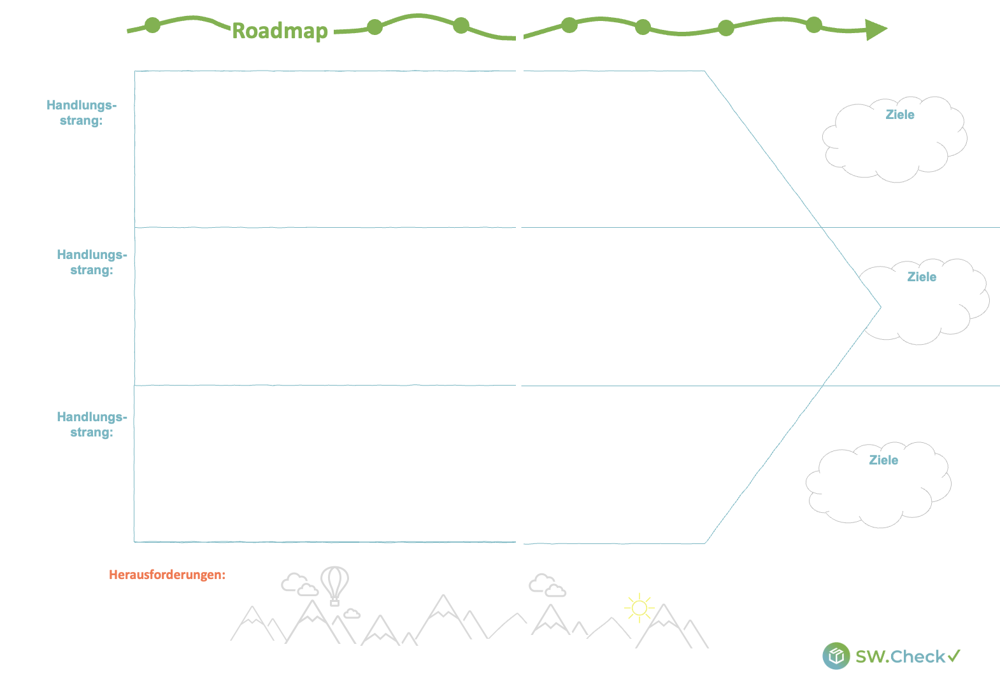 Roadmap
Handlungs-
strang:
Ziele
Handlungs-
strang:
Ziele
Handlungs-
strang:
Ziele
Herausforderungen:
SW.Check